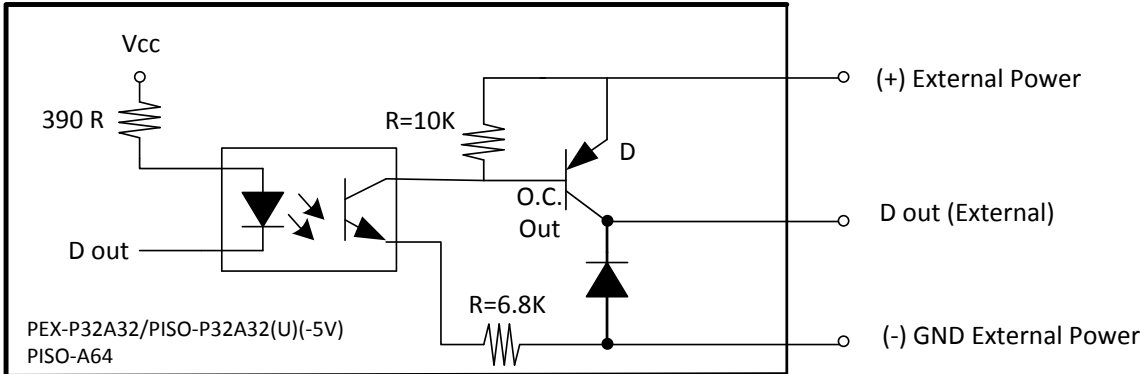 Vcc
390 R
R=10K
(+) External Power
D
O.C.
Out
D out (External)
D out
R=6.8K
(-) GND External Power
PEX-P32A32/PISO-P32A32(U)(-5V)
PISO-A64